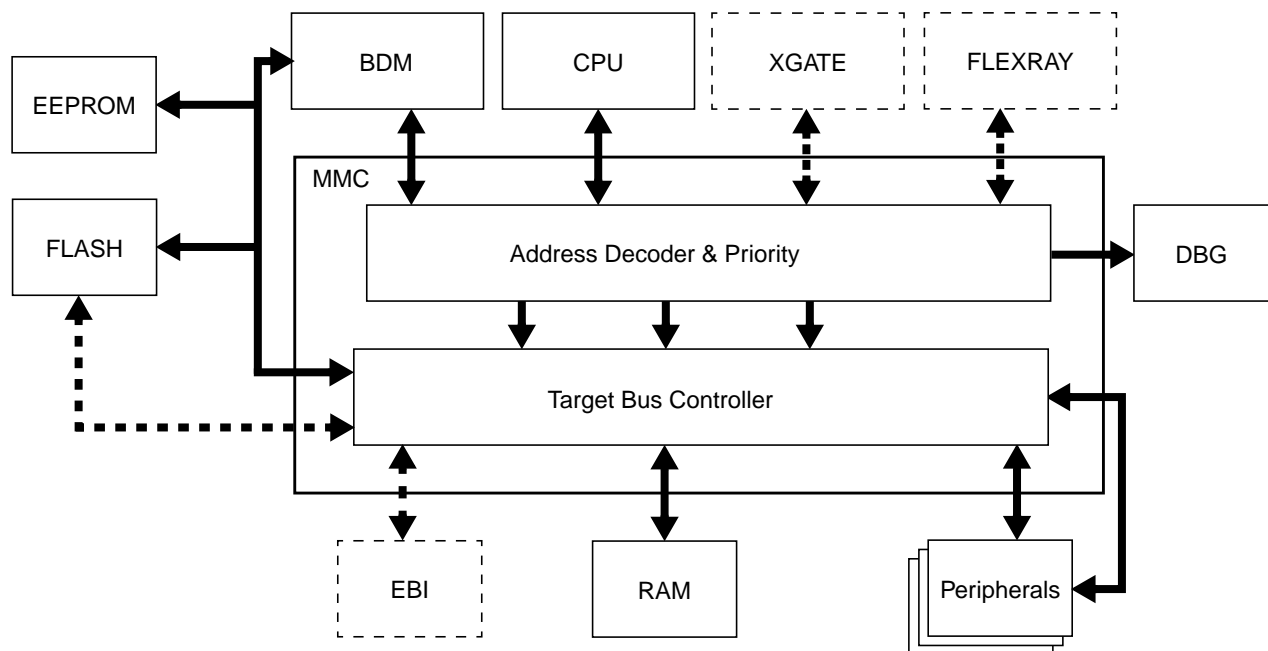 BDM
CPU
XGATE
FLEXRAY
EEPROM
MMC
FLASH
Address Decoder & Priority
DBG
Target Bus Controller
EBI
RAM
Peripherals